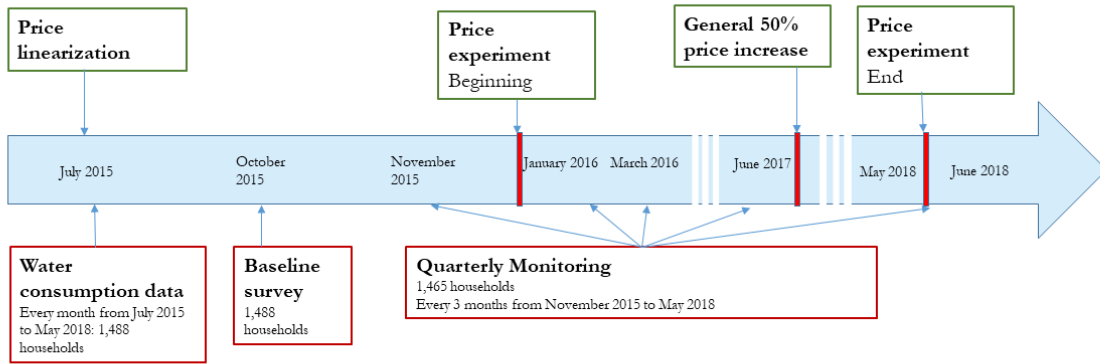 Price
linearization
Price
experiment
Beginning
General 50%
price increase
Price
experiment
End
July 2015
October
2015
November
2015
January 2016
March 2016
June 2017
May 2018
June 2018
Water
consumption data
Every month from July 2015
to May 2018: 1,488
households
Baseline
survey
1,488
households
Quarterly Monitoring
1,465 households
Every 3 months from November 2015 to May 2018